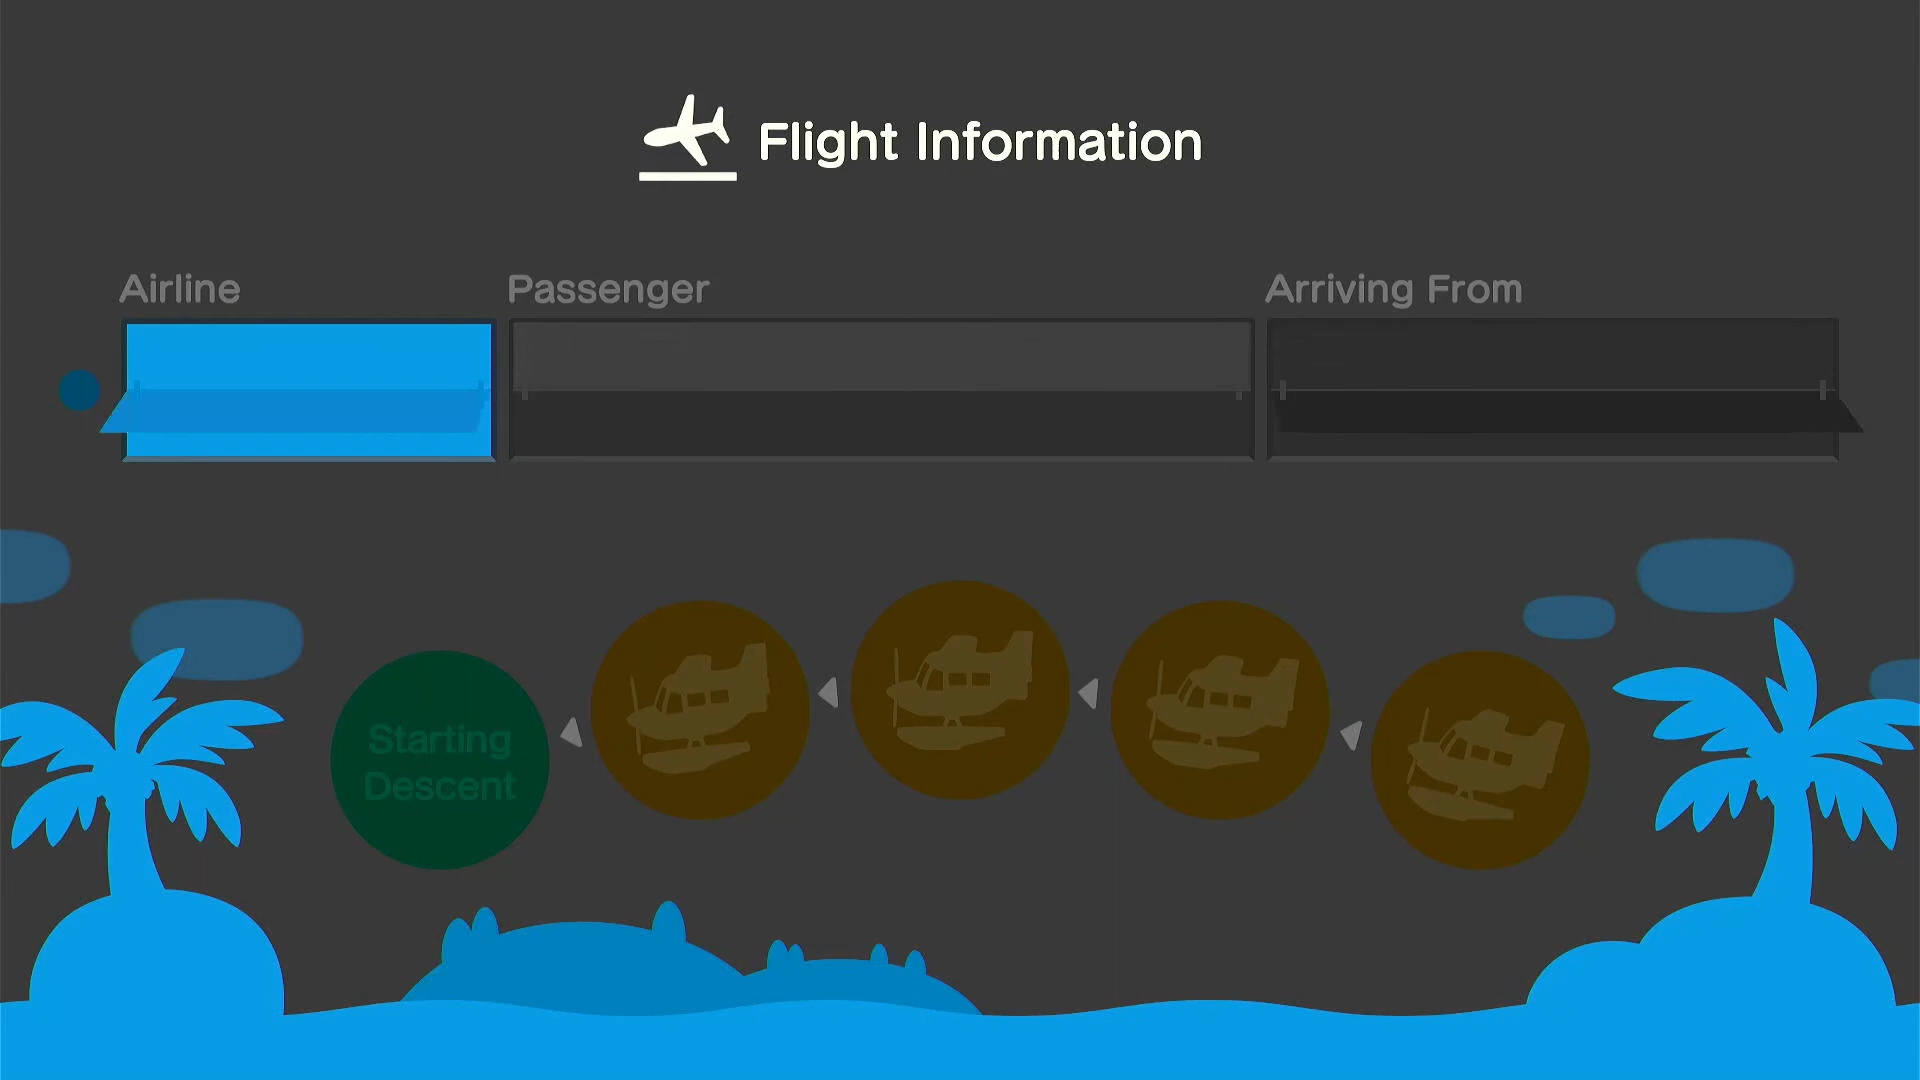 Flight Information
Airline
Passenger
Arriving From
Starting
Descent